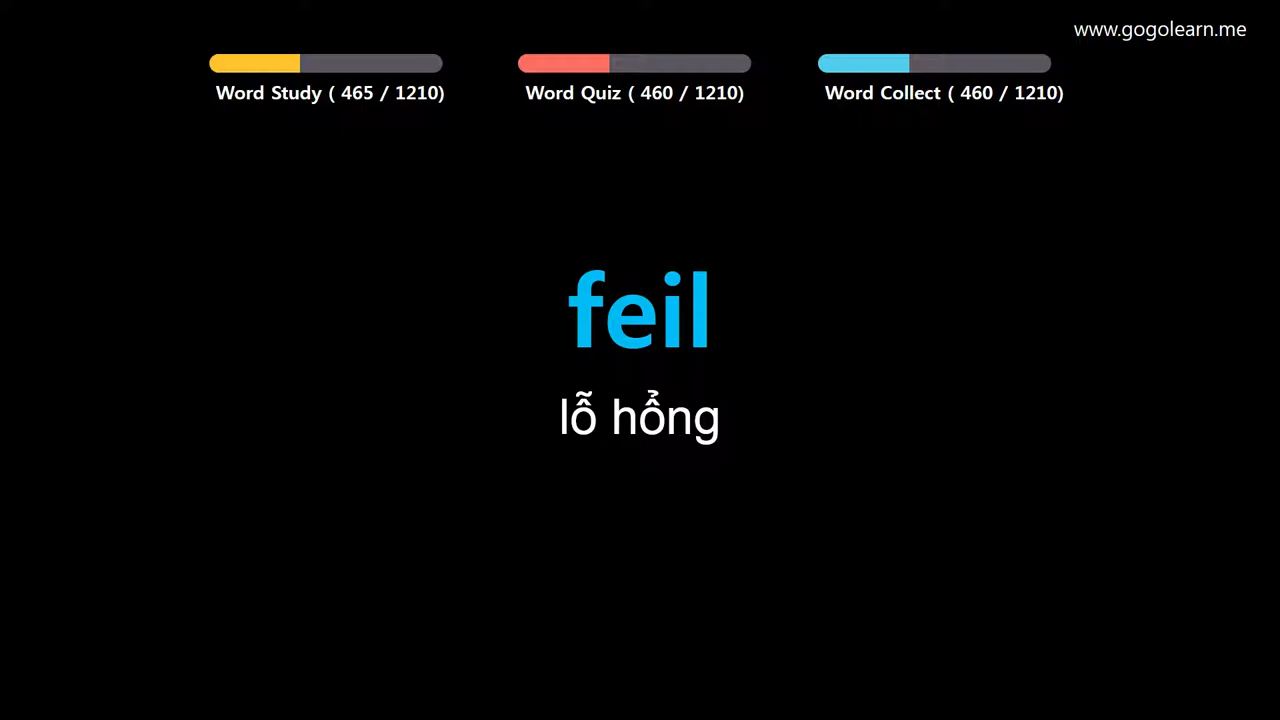 www.gogolearn.me
Word Study ( 465 / 1210)
Word Quiz ( 460 / 1210)
Word Collect ( 460 / 1210)
feil
lỗ hổng